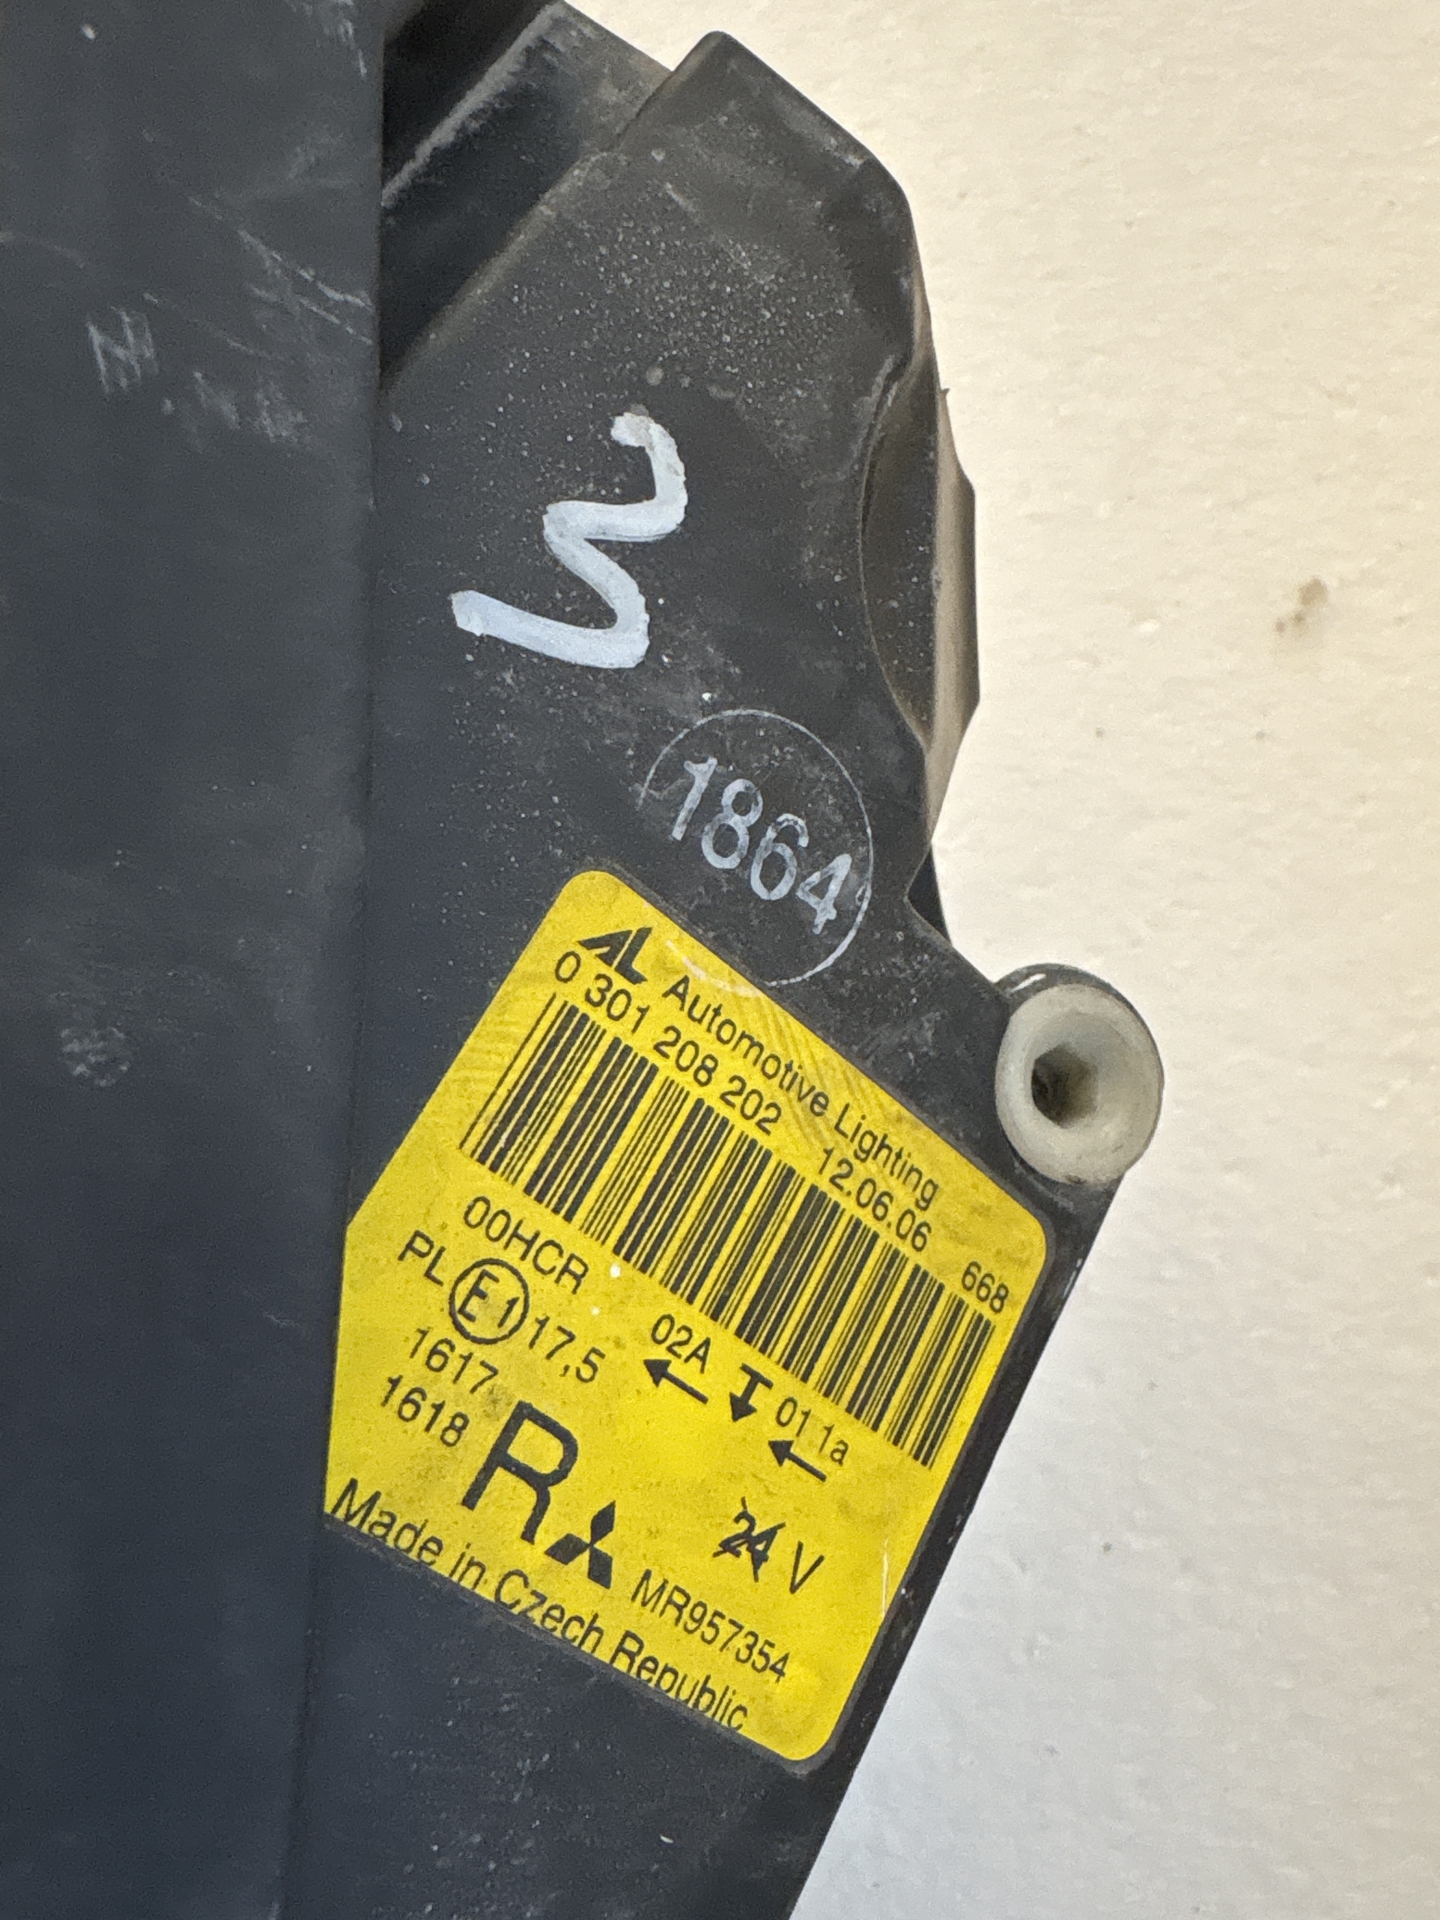 3
1864
AL Automotive Lighting
0 301 208 202 12.06.06 668
00HCR 02A 01 1a
PL E1 17,5
1617
1618
R 24 V
MR957354
Made in Czech Republic